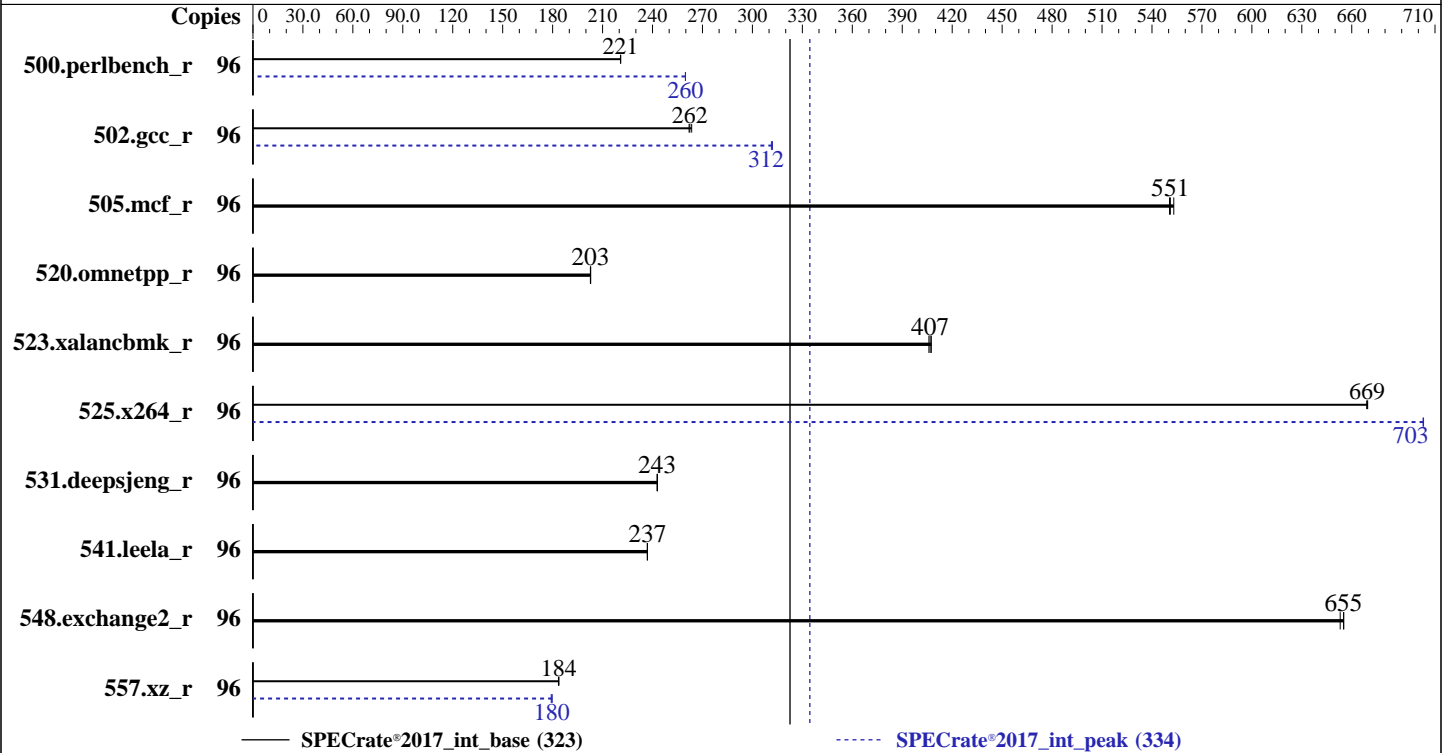 Copies 0 30.0 60.0 90.0 120 150 180 210 240 270 300 330 360 390 420 450 480 510 540 570 600 630 660 710
500.perlbench_r 96 221
260
502.gcc_r 96 262
312
505.mcf_r 96 551
520.omnetpp_r 96 203
523.xalancbmk_r 96 407
525.x264_r 96 669
703
531.deepsjeng_r 96 243
541.leela_r 96 237
548.exchange2_r 96 655
557.xz_r 96 184
180
SPECrate®2017_int_base (323) SPECrate®2017_int_peak (334)